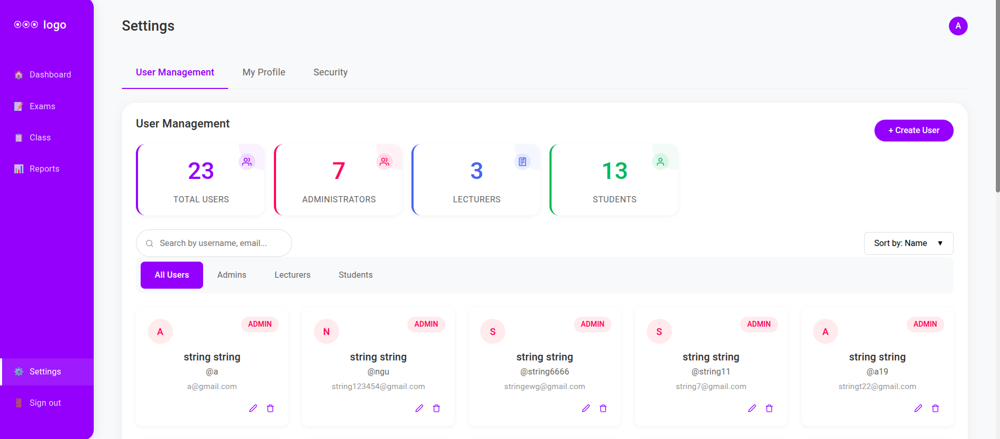 logo
Settings
A
Dashboard
Exams
Class
Reports
Settings
Sign out
User Management
My Profile
Security
User Management
+ Create User
23
TOTAL USERS
7
ADMINISTRATORS
3
LECTURERS
13
STUDENTS
Search by username, email...
Sort by: Name
All Users
Admins
Lecturers
Students
A
ADMIN
string string
@a
a@gmail.com
N
ADMIN
string string
@ngu
string123454@gmail.com
S
ADMIN
string string
@string6666
stringewg@gmail.com
S
ADMIN
string string
@string11
string7@gmail.com
A
ADMIN
string string
@a19
stringt22@gmail.com